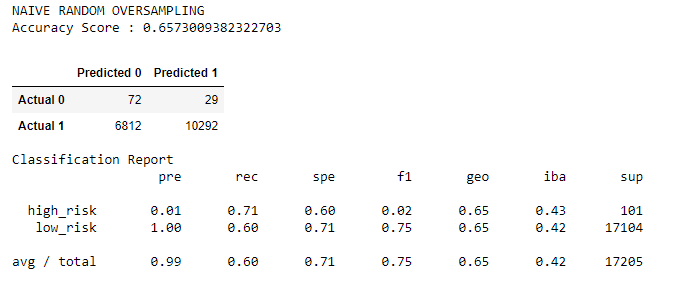 NAIVE RANDOM OVERSAMPLING
Accuracy Score : 0.6573009382322703
Predicted 0 Predicted 1
Actual 0 72 29
Actual 1 6812 10292
Classification Report
pre rec spe f1 geo iba sup
high_risk 0.01 0.71 0.60 0.02 0.65 0.43 101
low_risk 1.00 0.60 0.71 0.75 0.65 0.42 17104
avg / total 0.99 0.60 0.71 0.75 0.65 0.42 17205